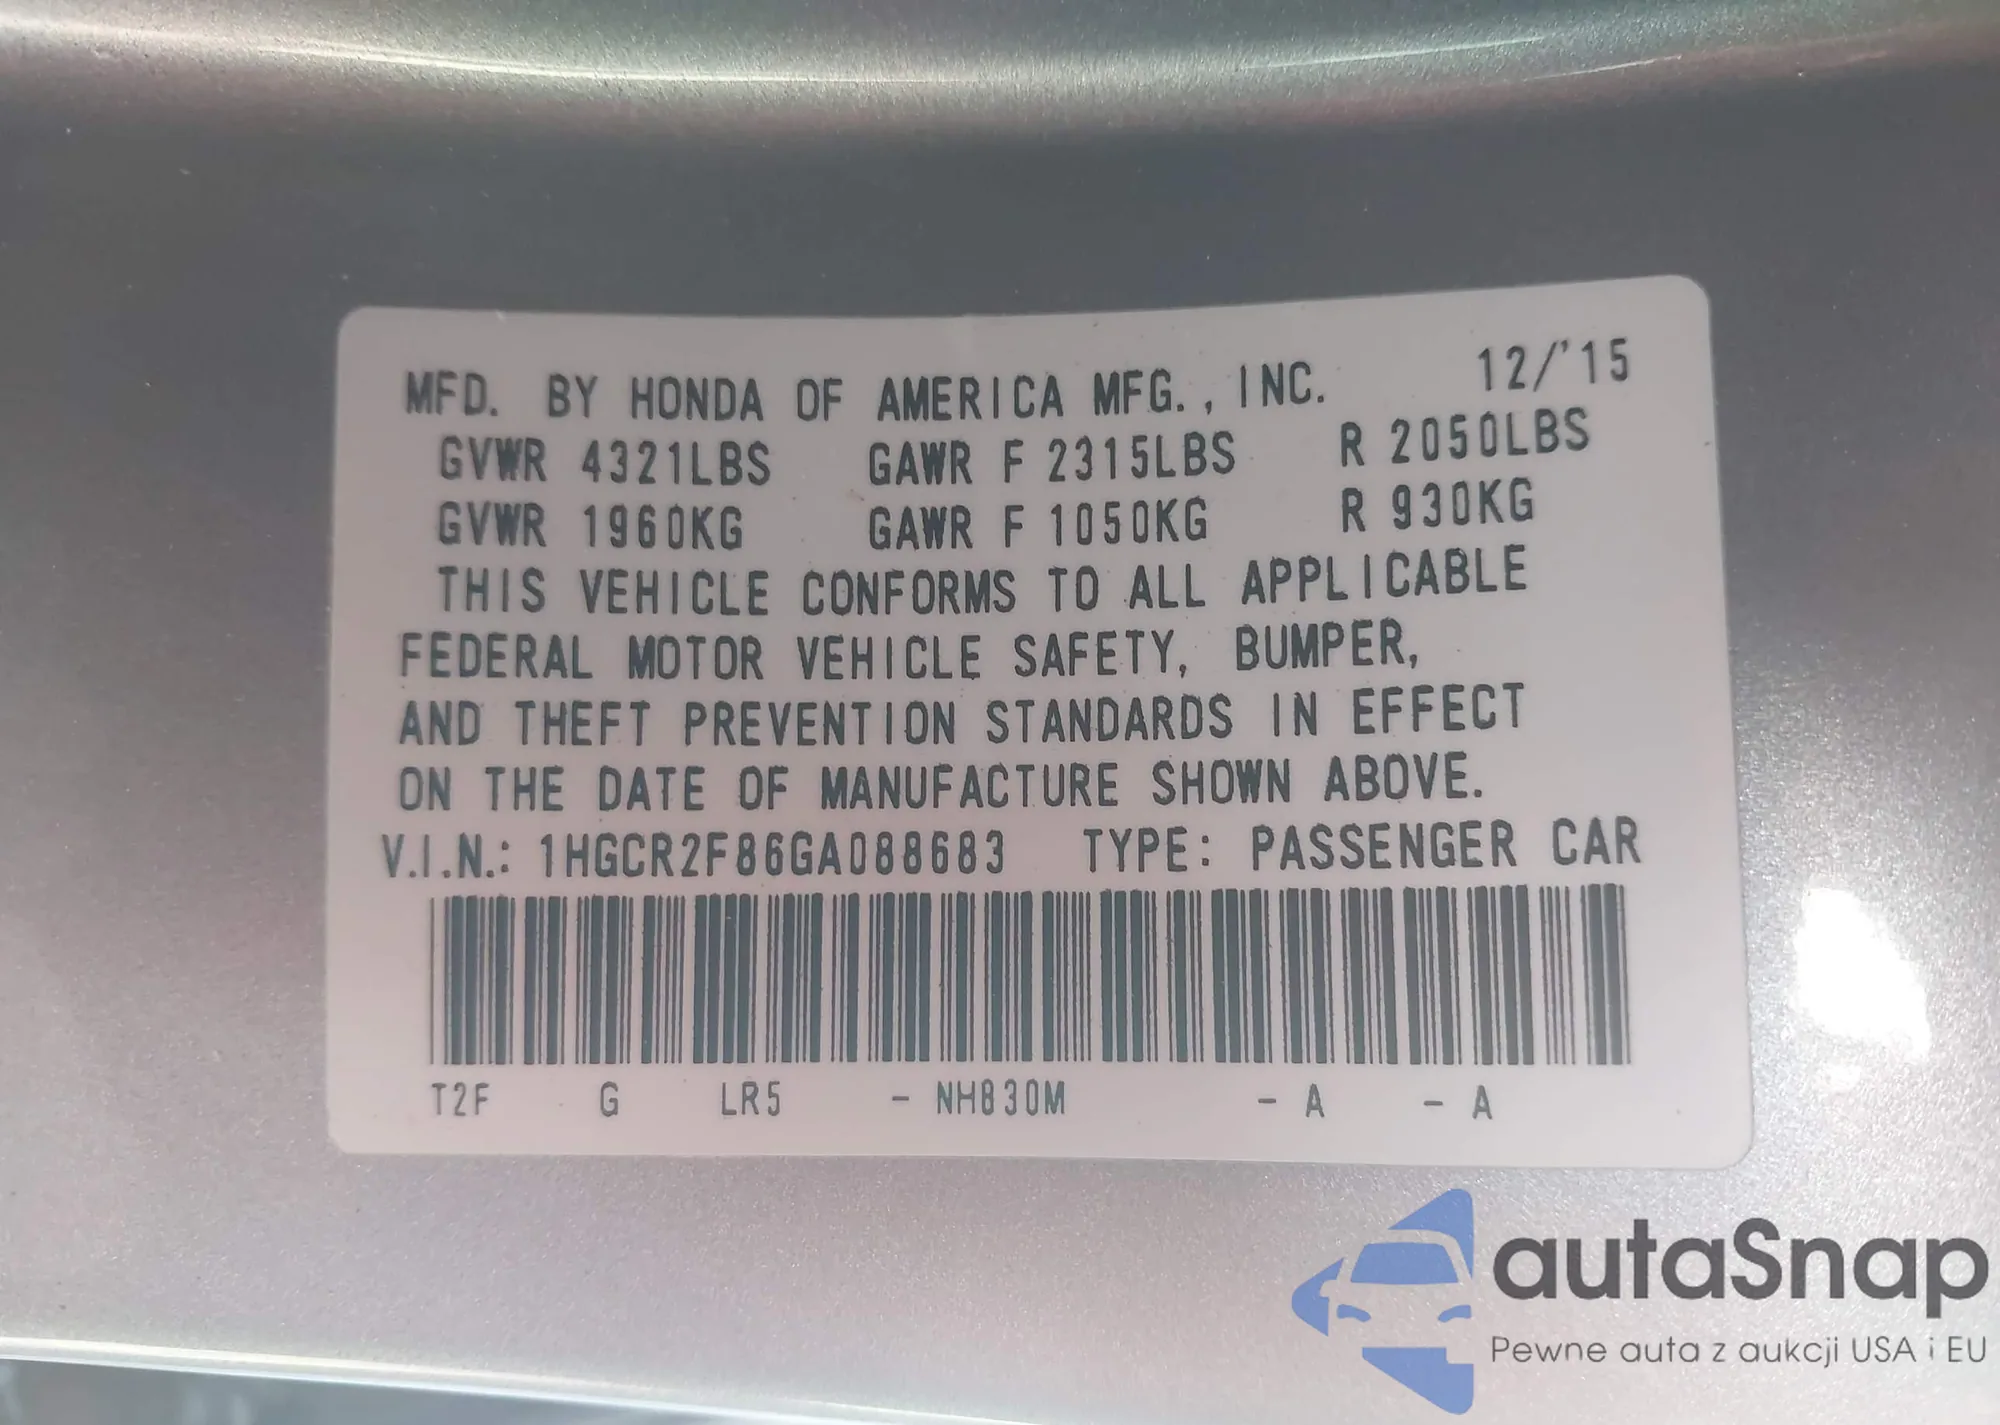 MFD. BY HONDA OF AMERICA MFG., INC. 12/'15
GVWR 4321LBS GAWR F 2315LBS R 2050LBS
GVWR 1960KG GAWR F 1050KG R 930KG
THIS VEHICLE CONFORMS TO ALL APPLICABLE
FEDERAL MOTOR VEHICLE SAFETY, BUMPER,
AND THEFT PREVENTION STANDARDS IN EFFECT
ON THE DATE OF MANUFACTURE SHOWN ABOVE.
V.I.N.: 1HGCR2F86GA088683 TYPE: PASSENGER CAR
T2F G LR5 - NH830M - A - A
autaSnap
Pewne auta z aukcji USA i EU